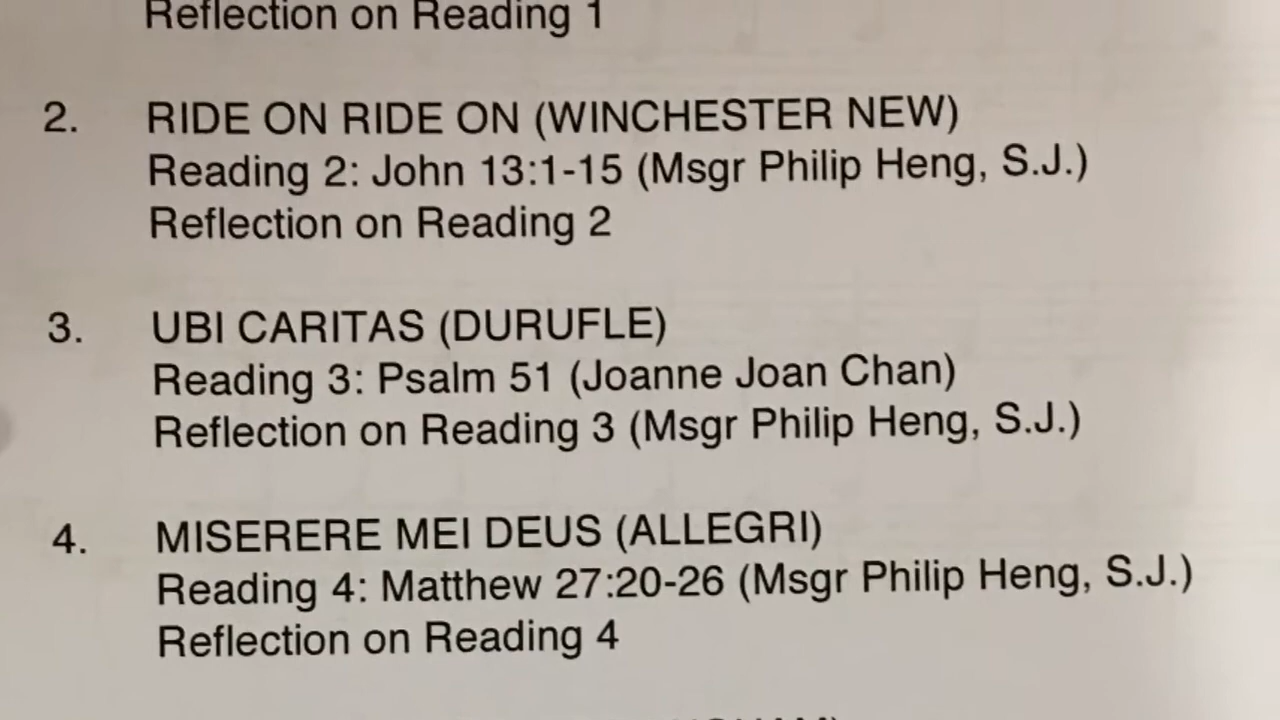 Reflection on Reading 1
2. RIDE ON RIDE ON (WINCHESTER NEW)
Reading 2: John 13:1-15 (Msgr Philip Heng, S.J.)
Reflection on Reading 2
3. UBI CARITAS (DURUFLE)
Reading 3: Psalm 51 (Joanne Joan Chan)
Reflection on Reading 3 (Msgr Philip Heng, S.J.)
4. MISERERE MEI DEUS (ALLEGRI)
Reading 4: Matthew 27:20-26 (Msgr Philip Heng, S.J.)
Reflection on Reading 4